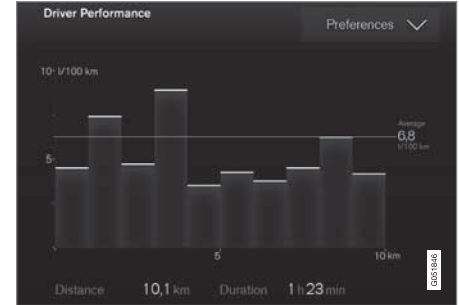 Driver Performance
Preferences
10 l/100 km
Average
6,8
l/100 km
5
5
10 km
Distance 10,1 km Duration 1 h 23 min
G051846